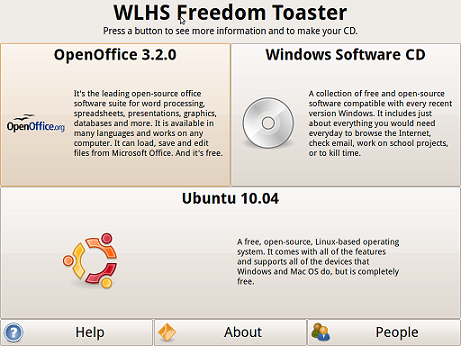 WLHS Freedom Toaster
Press a button to see more information and to make your CD.
OpenOffice 3.2.0
OpenOffice.org
It's the leading open-source office
software suite for word processing,
spreadsheets, presentations, graphics,
databases and more. It is available in
many languages and works on any
computer. It can load, save and edit
files from Microsoft Office. And it's free.
Windows Software CD
A collection of free and open-source
software compatible with every recent
version Windows. It includes just
about everything you would need
everyday to browse the Internet,
check email, work on school projects,
or to kill time.
Ubuntu 10.04
A free, open-source, Linux-based operating
system. It comes with all of the features
and supports all of the devices that
Windows and Mac OS do, but is completely
free.
Help
About
People